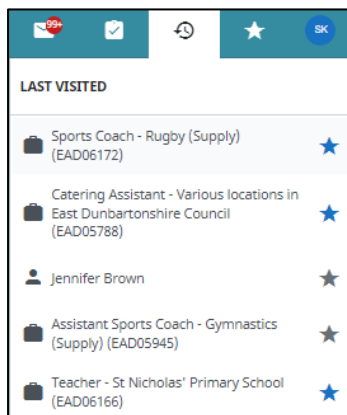 99+
SK
LAST VISITED
Sports Coach - Rugby (Supply)
(EAD06172)
Catering Assistant - Various locations in
East Dunbartonshire Council
(EAD05788)
Jennifer Brown
Assistant Sports Coach - Gymnastics
(Supply) (EAD05945)
Teacher - St Nicholas' Primary School
(EAD06166)